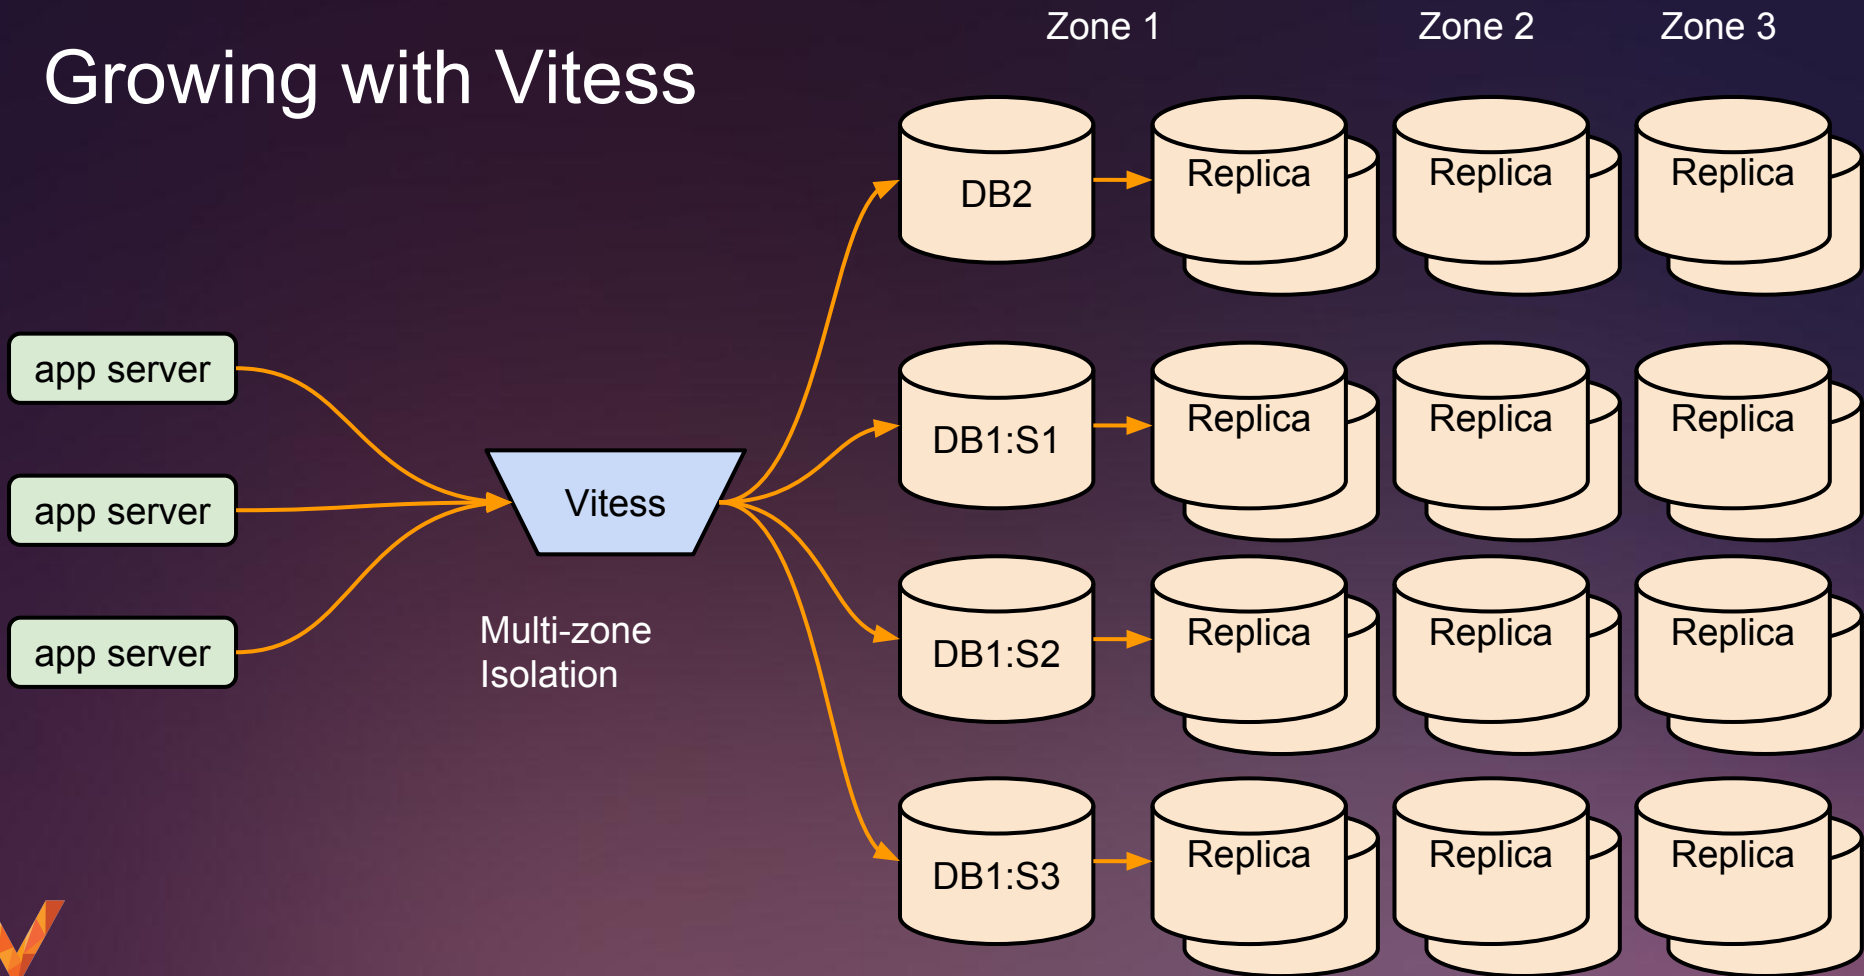 Growing with Vitess
Zone 1
Zone 2
Zone 3
DB2
Replica
Replica
Replica
app server
app server
app server
Vitess
Multi-zone
Isolation
DB1:S1
Replica
Replica
Replica
DB1:S2
Replica
Replica
Replica
DB1:S3
Replica
Replica
Replica